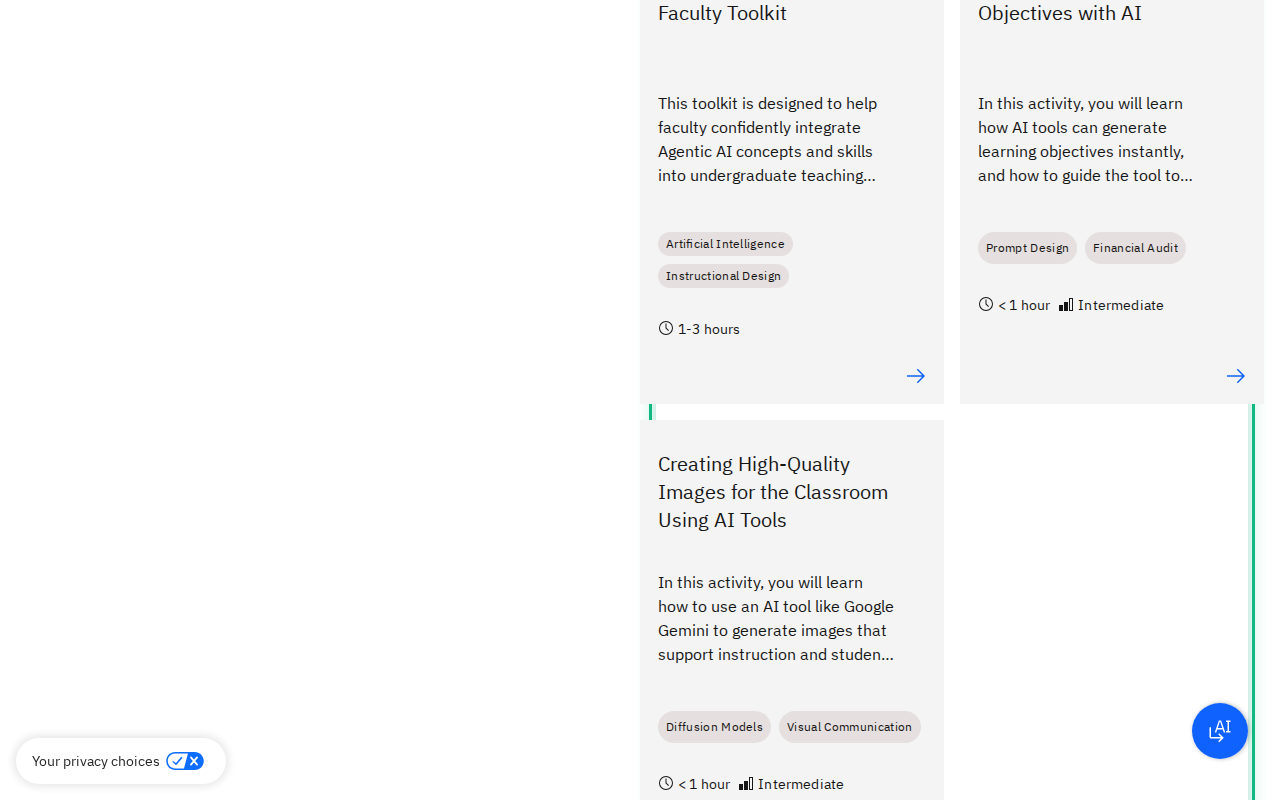 Faculty Toolkit
This toolkit is designed to help
faculty confidently integrate
Agentic AI concepts and skills
into undergraduate teaching...
Artificial Intelligence
Instructional Design
1-3 hours
Objectives with AI
In this activity, you will learn
how AI tools can generate
learning objectives instantly,
and how to guide the tool to...
Prompt Design Financial Audit
< 1 hour Intermediate
Creating High-Quality
Images for the Classroom
Using AI Tools
In this activity, you will learn
how to use an AI tool like Google
Gemini to generate images that
support instruction and studen...
Diffusion Models Visual Communication
< 1 hour Intermediate
AI
Your privacy choices